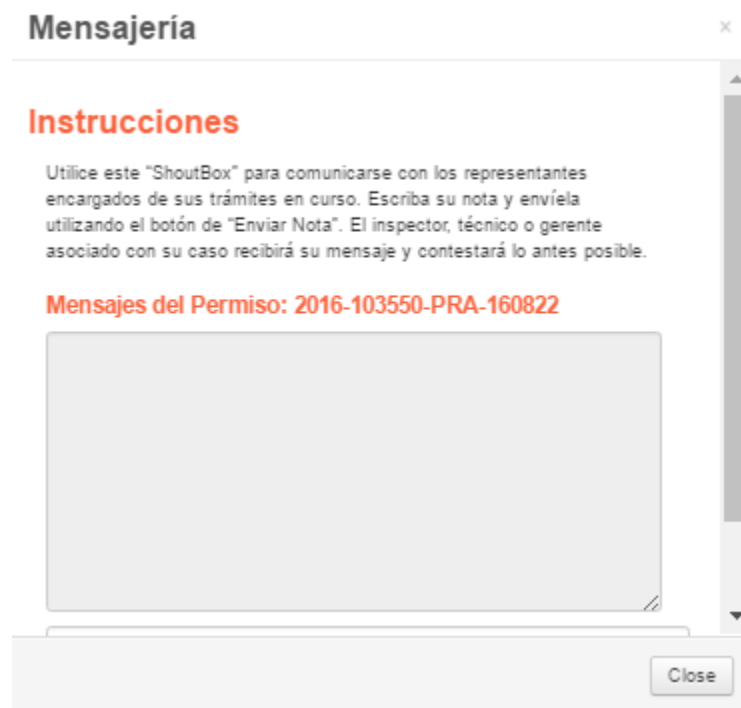 Mensajería
×
Instrucciones
Utilice este "ShoutBox" para comunicarse con los representantes
encargados de sus trámites en curso. Escriba su nota y envíela
utilizando el botón de "Enviar Nota". El inspector, técnico o gerente
asociado con su caso recibirá su mensaje y contestará lo antes posible.
Mensajes del Permiso: 2016-103550-PRA-160822
Close